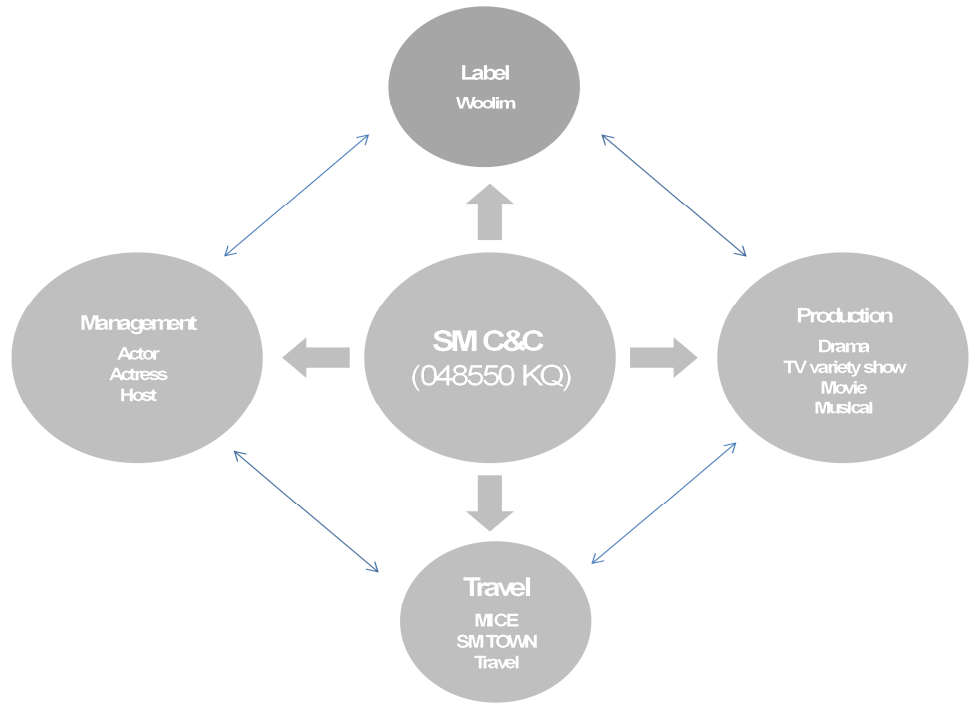 Label
Woolim
Management
Actor
Actress
Host
SM C&C
(048550 KQ)
Production
Drama
TV variety show
Movie
Musical
Travel
MICE
SM TOWN
Travel